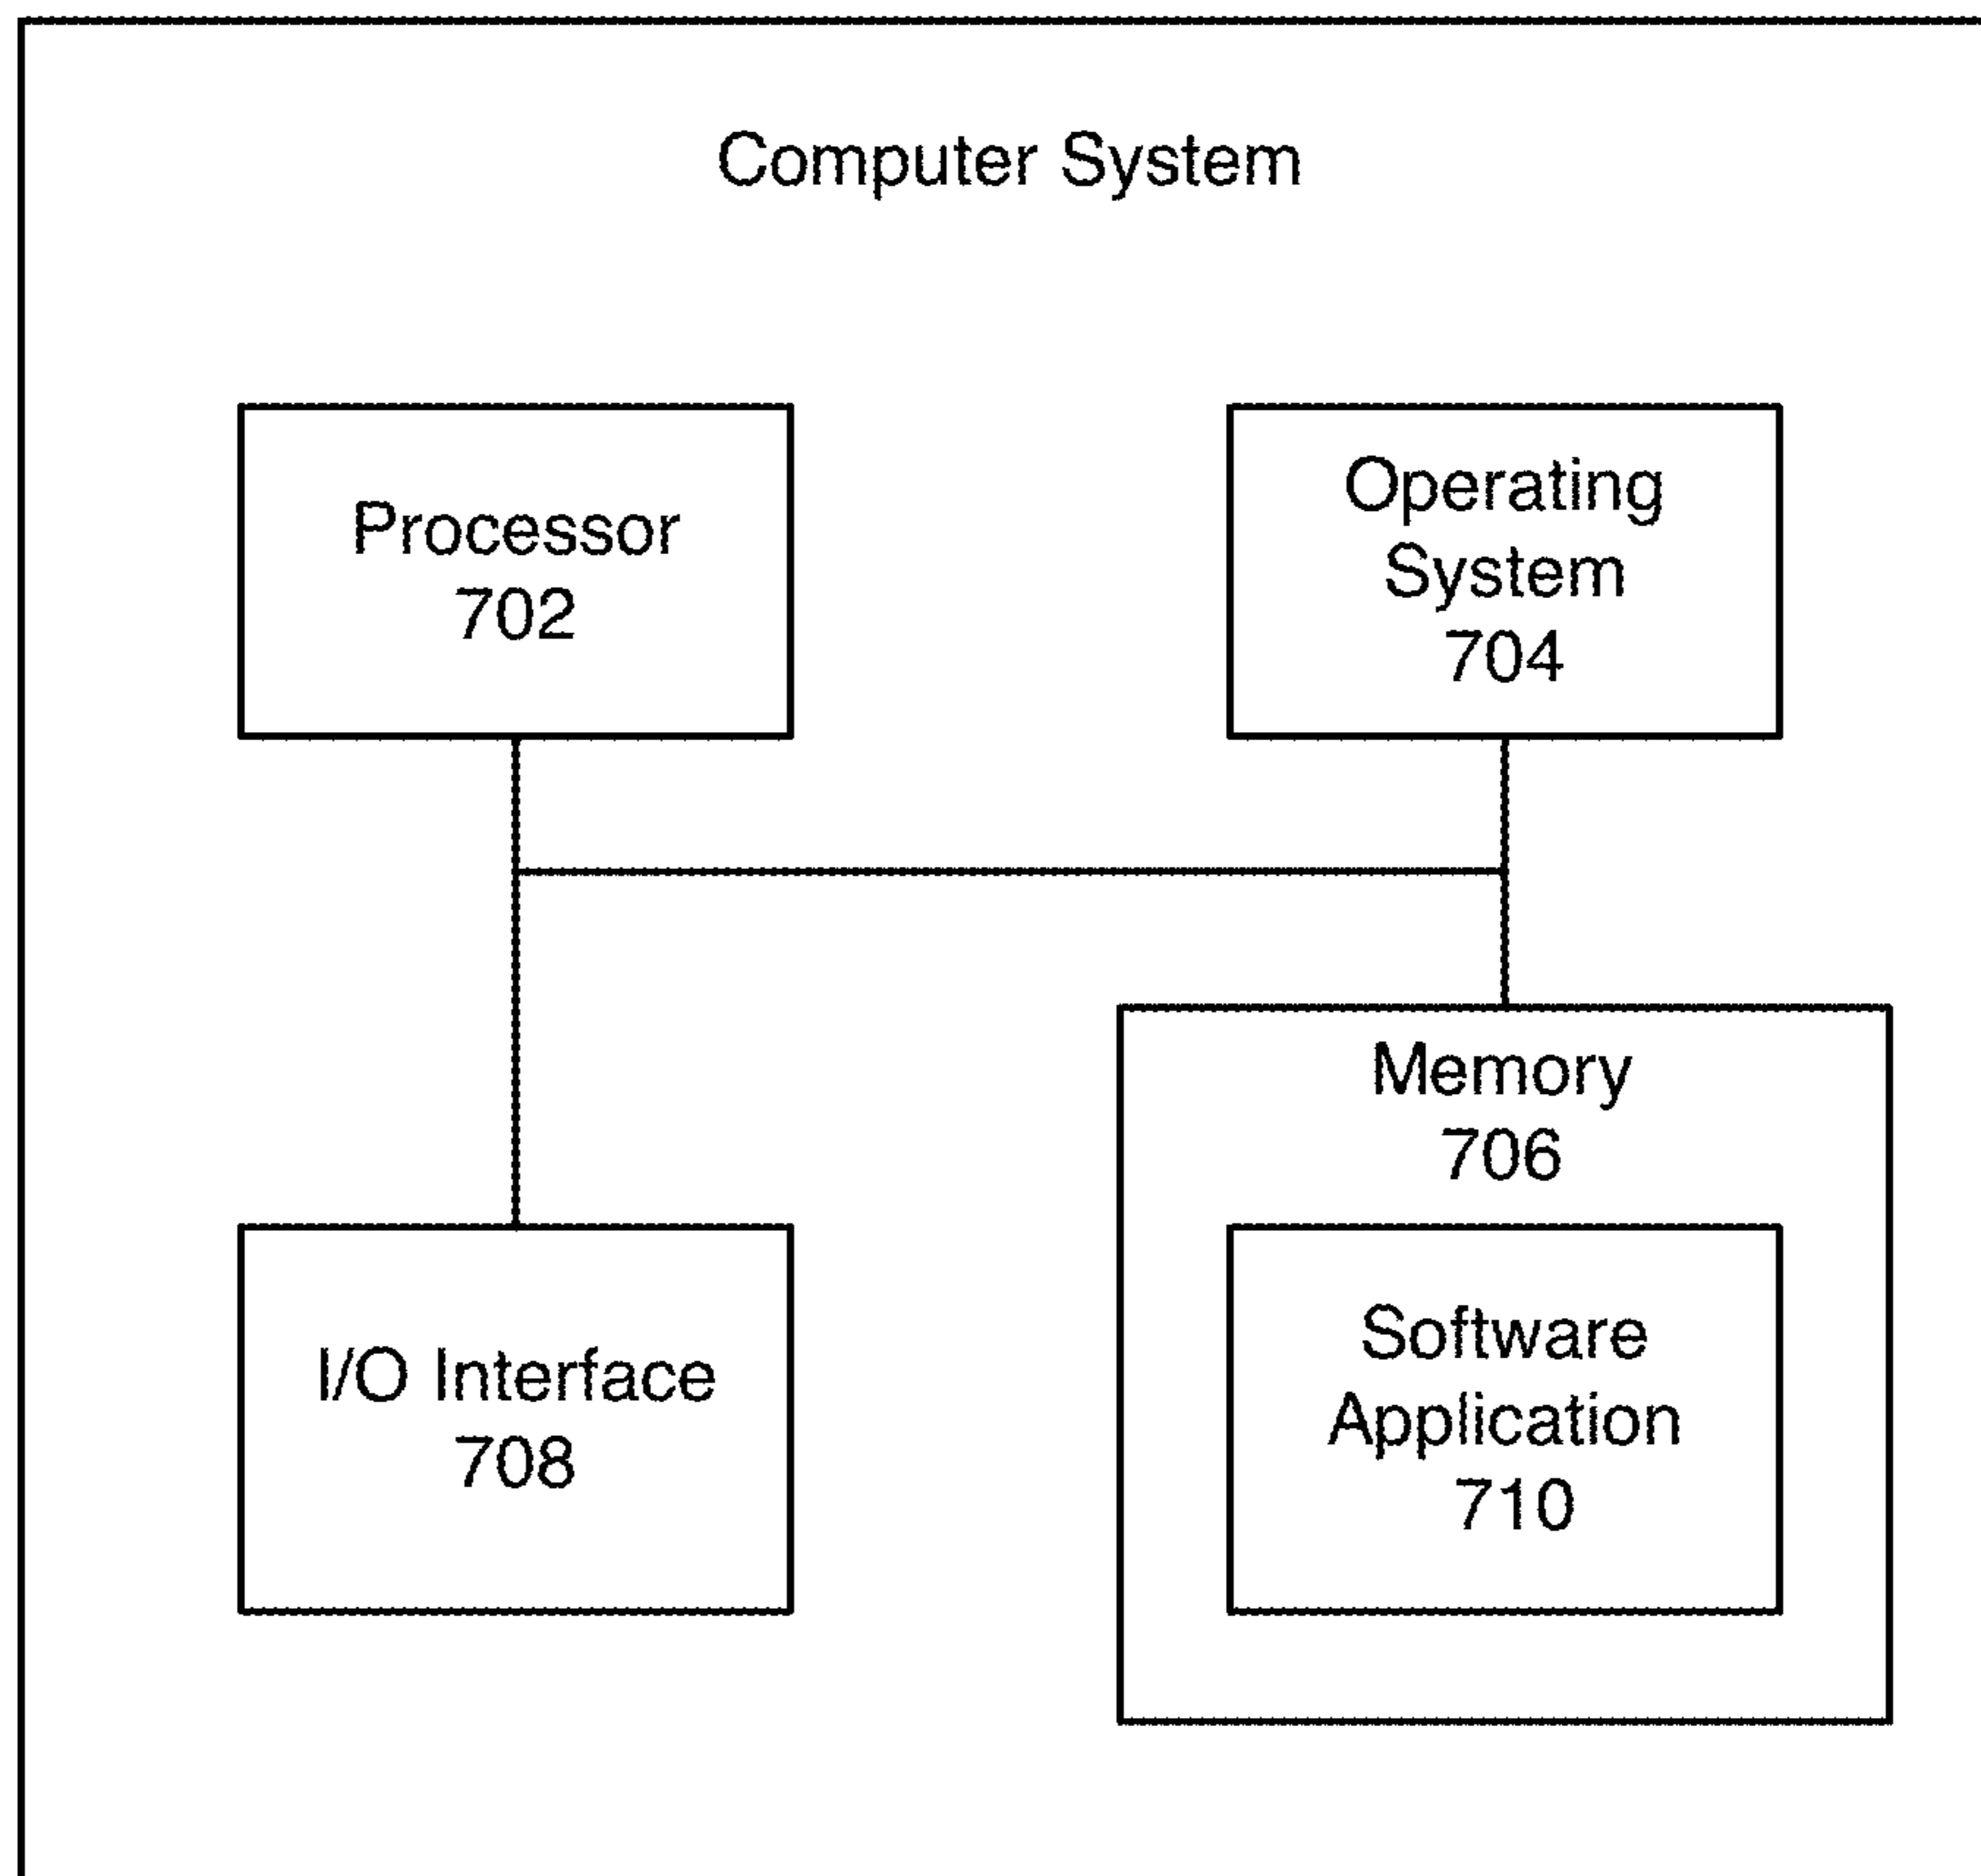 Computer System
Processor
702
Operating
System
704
Memory
706
I/O Interface
708
Software
Application
710